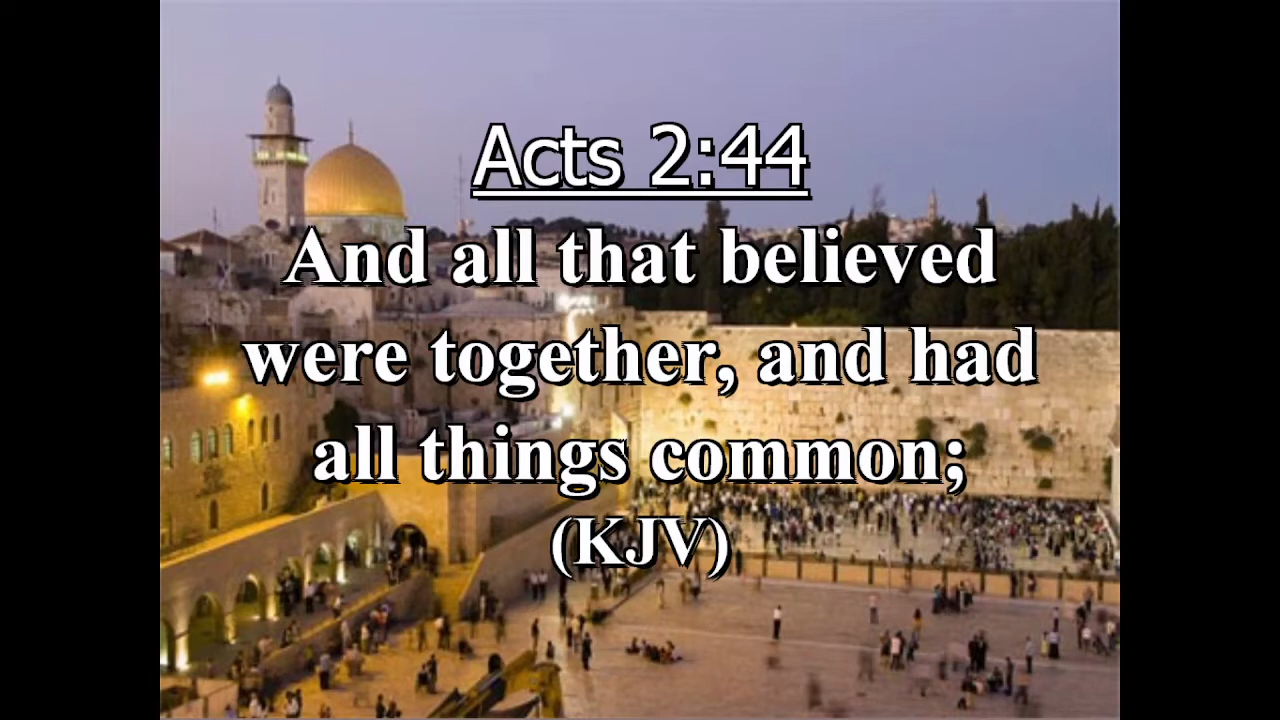 Acts 2:44
And all that believed
were together, and had
all things common;
(KJV)